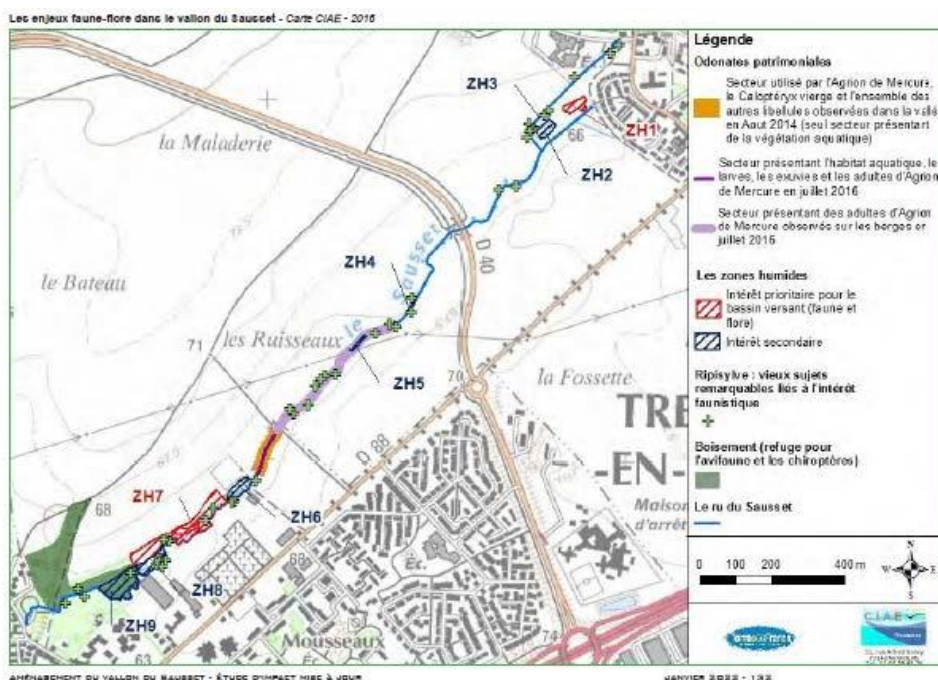 Les enjeux faune-flore dans le vallon du Sausset - Carte CIAE - 2016
Légende
Odonates patrimoniales
Secteur utilisé par l'Agrion de Mercure,
le Caloptéryx vierge et l'ensemble des
autres libellules observées dans la vallé
en Aout 2014 (seul secteur présentant
de la végétation aquatique)
Secteur présentant l'habitat aquatique, le
larves, les exuvies et les adultes d'Agrion
de Mercure en juillet 2016
Secteur présentant des adultes d'Agrion
de Mercure observés sur les berges en
juillet 2016
Les zones humides
Intérêt prioritaire pour le
bassin versant (faune et
flore)
Intérêt secondaire
Ripisylve : vieux sujets
remarquables liés à l'intérêt
faunistique
Boisement (refuge pour
l'avifaune et les chiroptères)
Le ru du Sausset
0 100 200 400 m
N
W E
S
CIAE
ZH3
ZH1
66
ZH2
la Maladerie
D 40
le Sausset
ZH4
le Bateau
71
les Ruisseaux
ZH5
70
la Fossette
TRE
-EN-
D 88
Maison
d'arrêt
ZH7
68
ZH6
68
Éc.
Éc.
ZH8
ZH9
63
Mousseaux
74
AMÉNAGEMENT DU VALLON DU SAUSSET - ÉTUDE D'IMPACT MISE À JOUR
JANVIER 2022 - 132